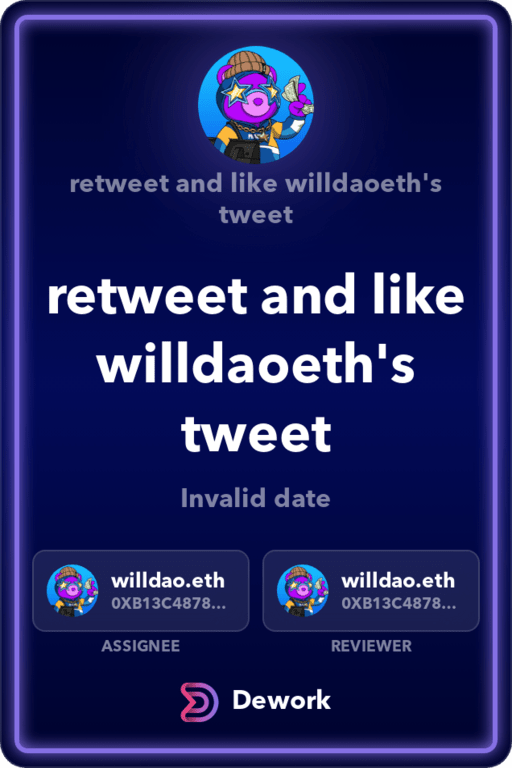 retweet and like willdaoeth's
tweet
retweet and like
willdaoeth's
tweet
Invalid date
willdao.eth
0XB13C4878...
ASSIGNEE
willdao.eth
0XB13C4878...
REVIEWER
Dework